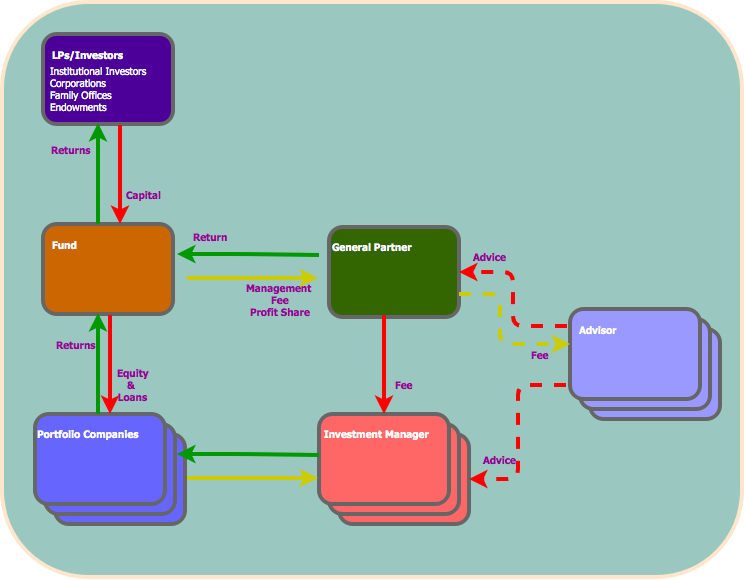 LPs/Investors
Institutional Investors
Corporations
Family Offices
Endowments
Returns
Capital
Fund
Return
General Partner
Advice
Management
Fee
Profit Share
Advisor
Returns
Fee
Equity
&
Loans
Fee
Portfolio Companies
Investment Manager
Advice